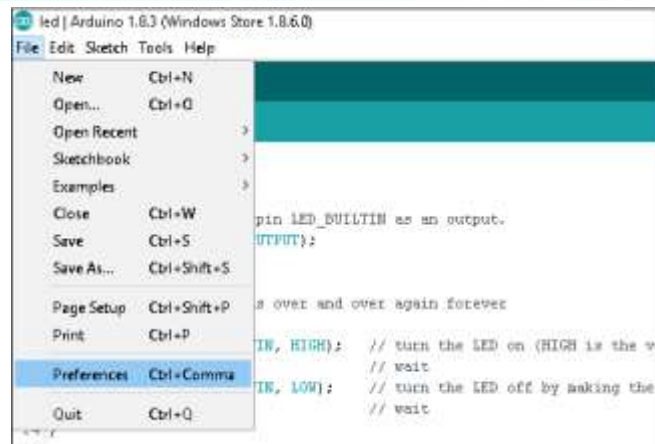 led | Arduino 1.8.3 (Windows Store 1.8.6.0)
File Edit Sketch Tools Help
New Ctrl+N
Open... Ctrl+O
Open Recent
Sketchbook
Examples
Close Ctrl+W
pin LED_BUILTIN as an output.
Save Ctrl+S
UTPUT);
Save As... Ctrl+Shift+S
Page Setup Ctrl+Shift+P
s over and over again forever
Print Ctrl+P
IN, HIGH); // turn the LED on (HIGH is the v
// wait
Preferences Ctrl+Comma
IN, LOW); // turn the LED off by making the
// wait
Quit Ctrl+Q